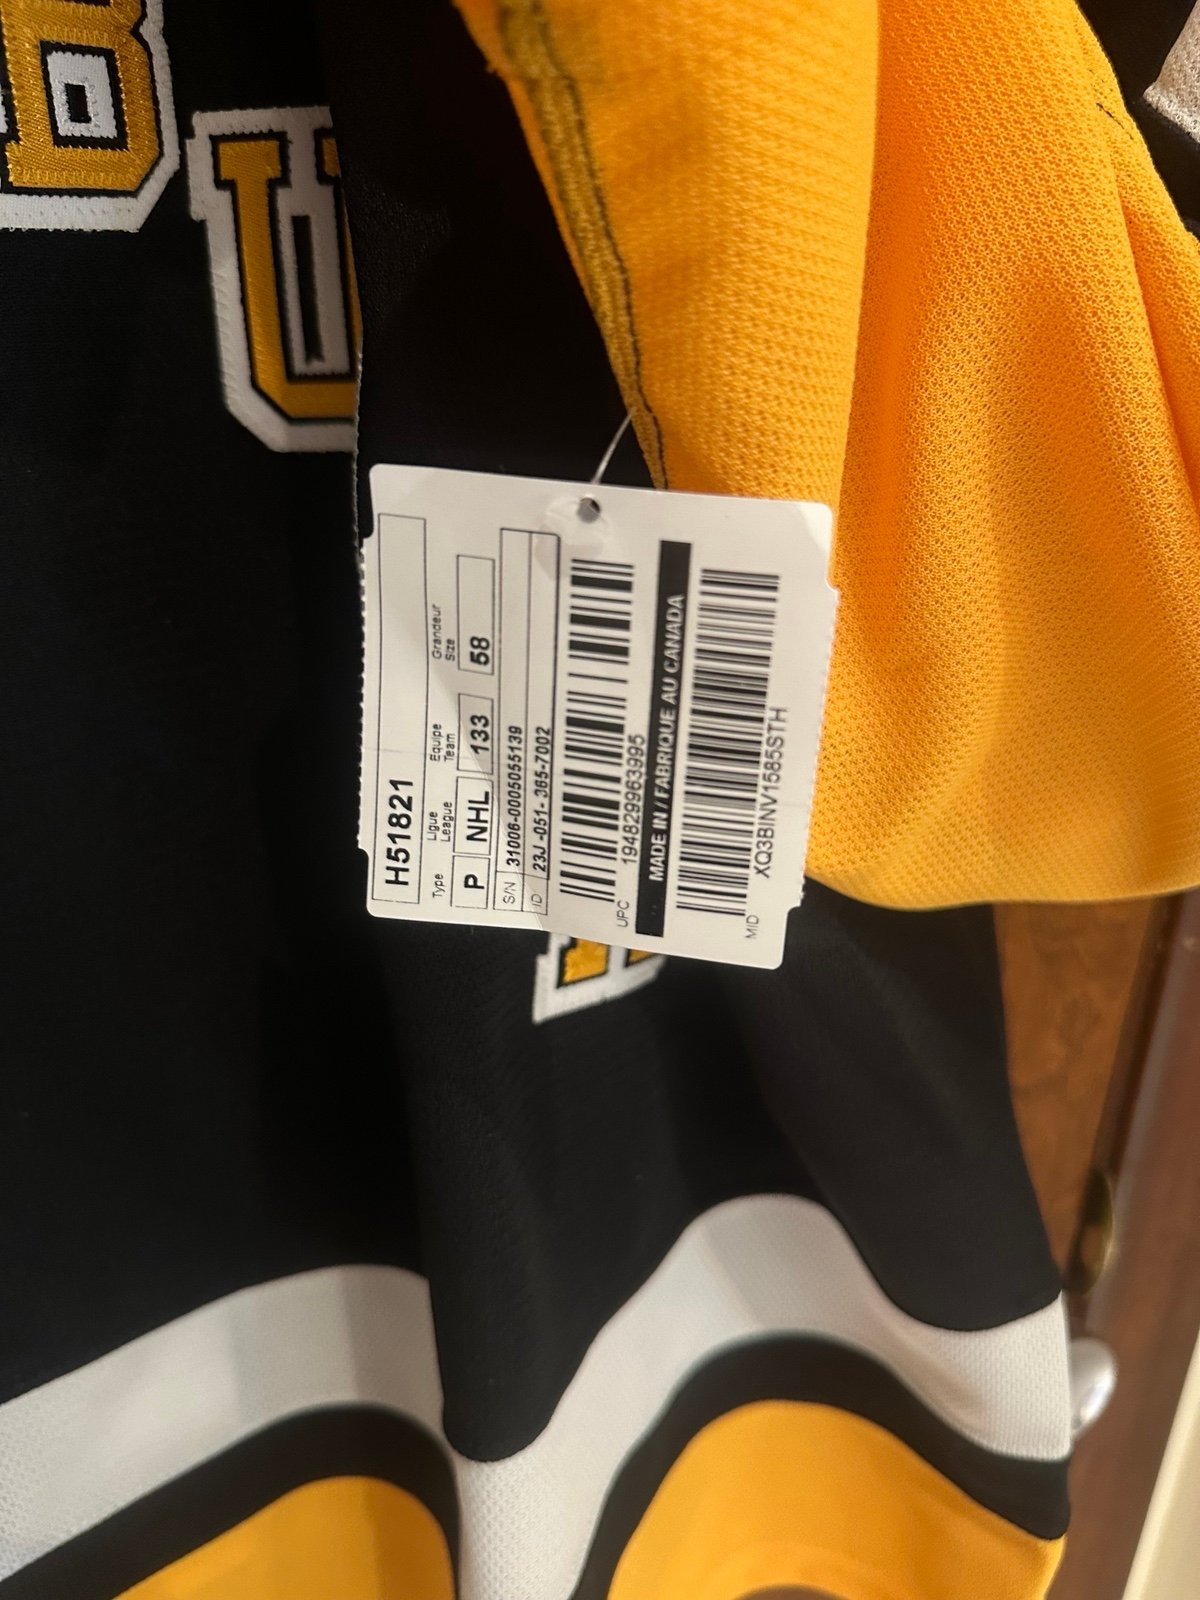 B
U
H51821
Type
Ligue
League
Équipe
Team
Grandeur
Size
P
NHL
133
58
S/N 31006-0005055139
ID 23J -051- 365-7002
UPC 194829963995
MADE IN / FABRIQUE AU CANADA
MID XQ3BINV1585STH